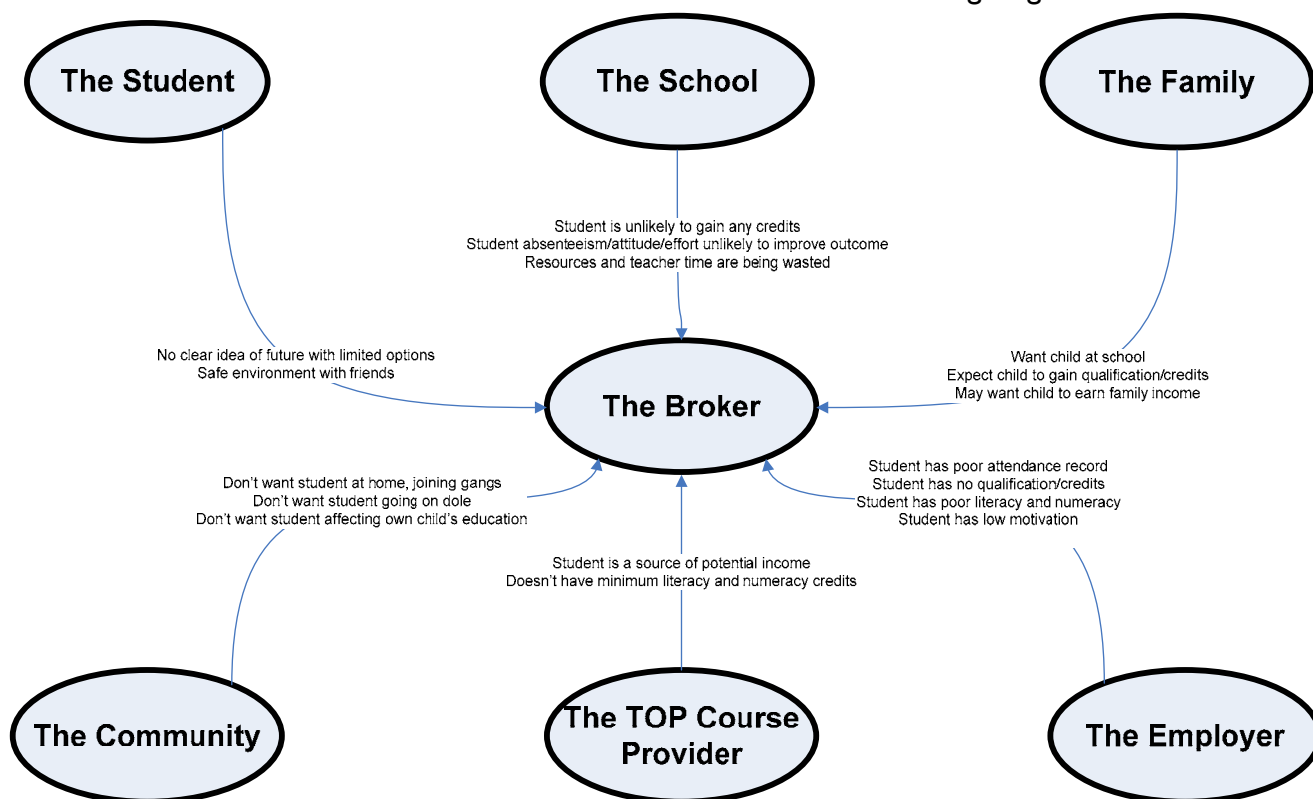 The Student
The School
The Family
Student is unlikely to gain any credits
Student absenteeism/attitude/effort unlikely to improve outcome
Resources and teacher time are being wasted
No clear idea of future with limited options
Safe environment with friends
Want child at school
Expect child to gain qualification/credits
May want child to earn family income
The Broker
Don't want student at home, joining gangs
Don't want student going on dole
Don't want student affecting own child's education
Student has poor attendance record
Student has no qualification/credits
Student has poor literacy and numeracy
Student has low motivation
Student is a source of potential income
Doesn't have minimum literacy and numeracy credits
The Community
The TOP Course
Provider
The Employer